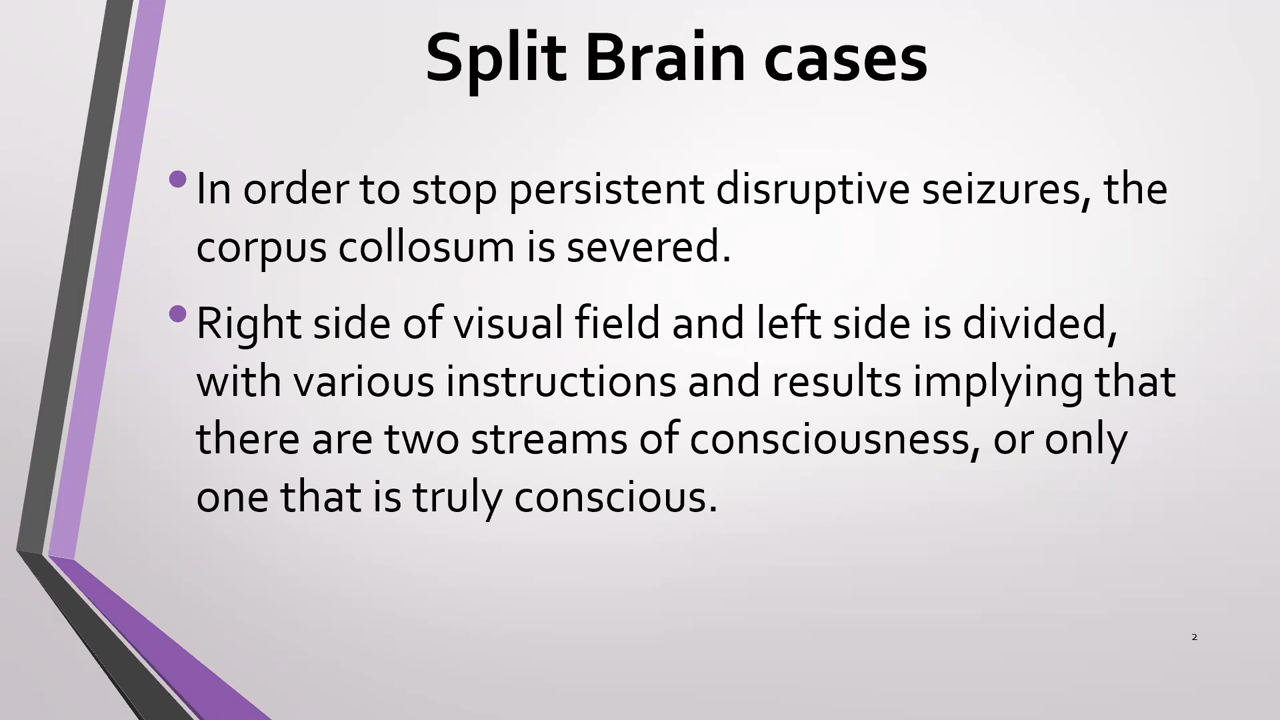 Split Brain cases
• In order to stop persistent disruptive seizures, the
corpus collosum is severed.
• Right side of visual field and left side is divided,
with various instructions and results implying that
there are two streams of consciousness, or only
one that is truly conscious.
2